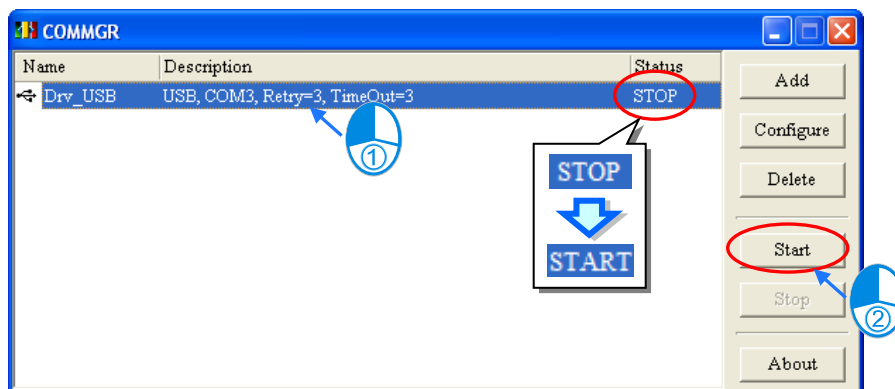 COMMGR
Name Description Status
Drv_USB USB, COM3, Retry=3, TimeOut=3 STOP
①
STOP
START
Add
Configure
Delete
Start
Stop
②
About